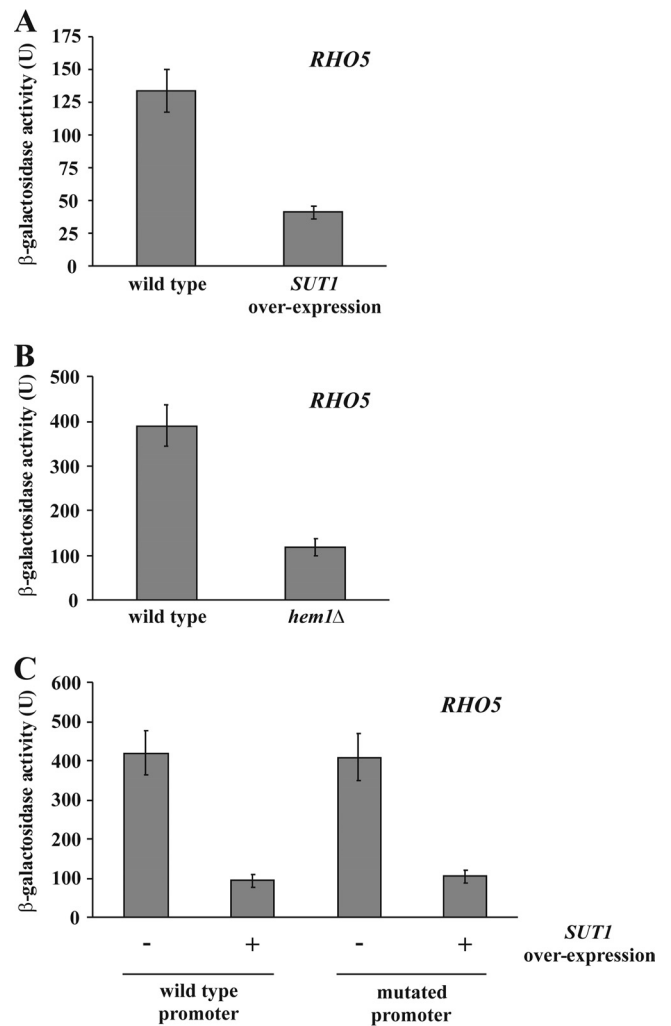 A
β-galactosidase activity (U)
175
150
125
100
75
50
25
0
RHO5
wild type
SUT1
over-expression
B
β-galactosidase activity (U)
500
400
300
200
100
0
RHO5
wild type
hem1Δ
C
β-galactosidase activity (U)
600
500
400
300
200
100
0
RHO5
- + - +
SUT1
over-expression
wild type
promoter
mutated
promoter